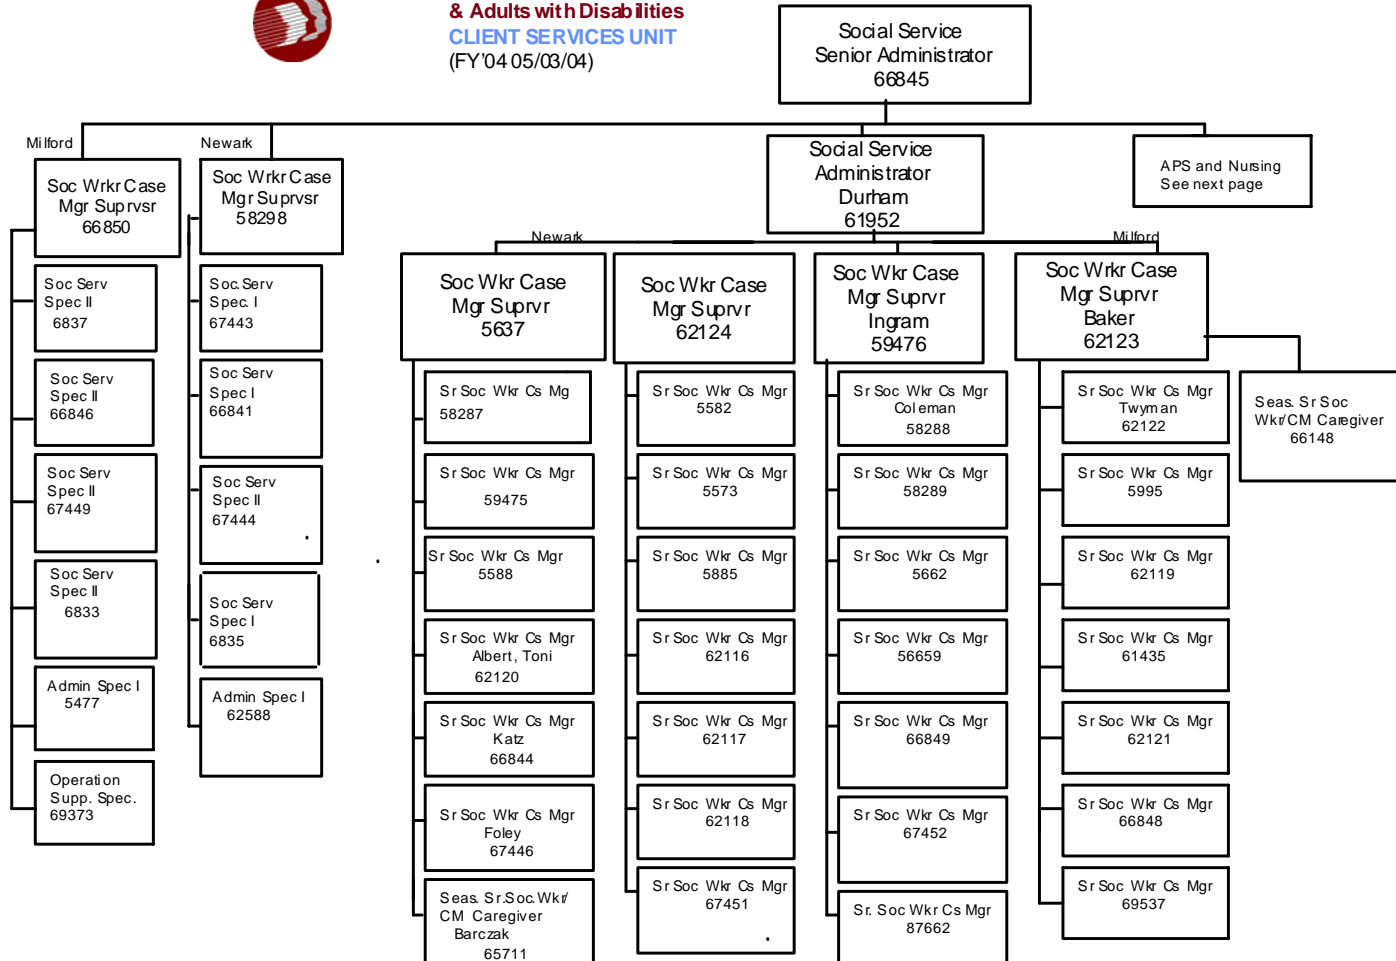 & Adults with Disabilities
CLIENT SERVICES UNIT
(FY'04 05/03/04)
Social Service
Senior Administrator
66845
Milford
Newark
Soc Wrkr Case
Mgr Suprvsr
66850
Soc Wrkr Case
Mgr Suprvsr
58298
Social Service
Administrator
Durham
61952
APS and Nursing
See next page
Soc Serv
Spec II
6837
Soc Serv
Spec II
66846
Soc Serv
Spec II
67449
Soc Serv
Spec II
6833
Admin Spec I
5477
Operation
Supp. Spec.
69373
Soc.Serv
Spec. I
67443
Soc Serv
Spec I
66841
Soc Serv
Spec II
67444
Soc Serv
Spec I
6835
Admin Spec I
62588
Newark
Milford
Soc Wkr Case
Mgr Suprvr
5637
Sr Soc Wkr Cs Mg
58287
Sr Soc Wkr Cs Mgr
59475
Sr Soc Wkr Cs Mgr
5588
Sr Soc Wkr Cs Mgr
Albert, Toni
62120
Sr Soc Wkr Cs Mgr
Katz
66844
Sr Soc Wkr Cs Mgr
Foley
67446
Seas. Sr.Soc.Wkr/
CM Caregiver
Barczak
65711
Soc Wkr Case
Mgr Suprvr
62124
Sr Soc Wkr Cs Mgr
5582
Sr Soc Wkr Cs Mgr
5573
Sr Soc Wkr Cs Mgr
5885
Sr Soc Wkr Cs Mgr
62116
Sr Soc Wkr Cs Mgr
62117
Sr Soc Wkr Cs Mgr
62118
Sr Soc Wkr Cs Mgr
67451
Soc Wkr Case
Mgr Suprvr
Ingram
59476
Sr Soc Wkr Cs Mgr
Coleman
58288
Sr Soc Wkr Cs Mgr
58289
Sr Soc Wkr Cs Mgr
5662
Sr Soc Wkr Cs Mgr
56659
Sr Soc Wkr Cs Mgr
66849
Sr Soc Wkr Cs Mgr
67452
Sr. Soc Wkr Cs Mgr
87662
Soc Wrkr Case
Mgr Suprvr
Baker
62123
Sr Soc Wkr Cs Mgr
Twyman
62122
Sr Soc Wkr Cs Mgr
5995
Sr Soc Wkr Cs Mgr
62119
Sr Soc Wkr Cs Mgr
61435
Sr Soc Wkr Cs Mgr
62121
Sr Soc Wkr Cs Mgr
66848
Sr Soc Wkr Cs Mgr
69537
Seas. Sr Soc
Wkr/CM Caregiver
66148